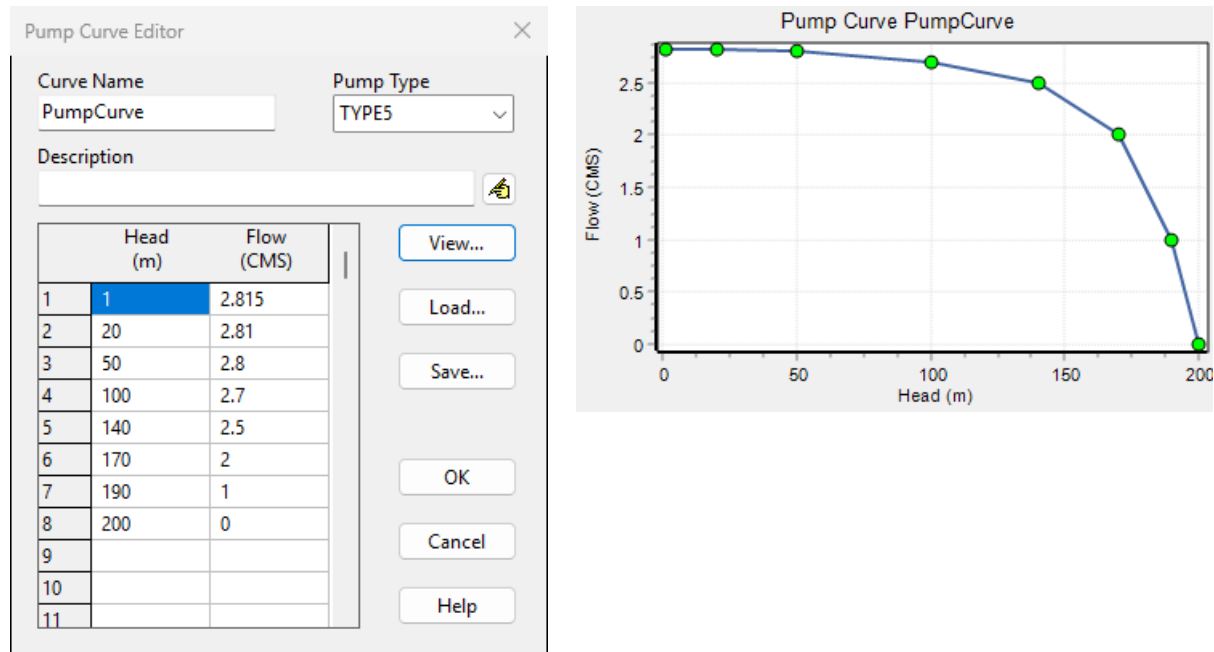 Pump Curve Editor
Curve Name
Pump Type
PumpCurve
TYPE5
Description
Head (m) Flow (CMS)
1 1 2.815
2 20 2.81
3 50 2.8
4 100 2.7
5 140 2.5
6 170 2
7 190 1
8 200 0
9
10
11
View...
Load...
Save...
OK
Cancel
Help
Pump Curve PumpCurve
Flow (CMS)
2.5
2
1.5
1
0.5
0
0 50 100 150 200
Head (m)